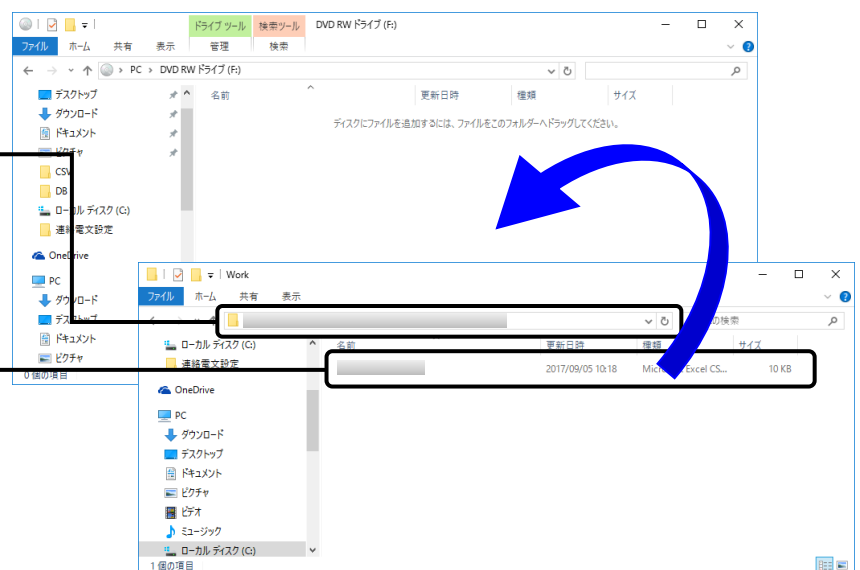 ドライブ ツール 検索ツール DVD RW ドライブ (F:)
ファイル ホーム 共有 表示 管理 検索
PC › DVD RW ドライブ (F:)
名前 更新日時 種類 サイズ
ディスクにファイルを追加するには、ファイルをこのフォルダーへドラッグしてください。
デスクトップ
ダウンロード
ドキュメント
ピクチャ
CSV
DB
ローカル ディスク (C:)
連絡電文設定
OneDrive
PC
ダウンロード
デスクトップ
ドキュメント
ピクチャ
0 個の項目
Work
ファイル ホーム 共有 表示
の検索
名前 更新日時 種類 サイズ
2017/09/05 10:18 Excel CS... 10 KB
ローカル ディスク (C:)
連絡電文設定
OneDrive
PC
ダウンロード
デスクトップ
ドキュメント
ピクチャ
ビデオ
ミュージック
ローカル ディスク (C:)
1 個の項目